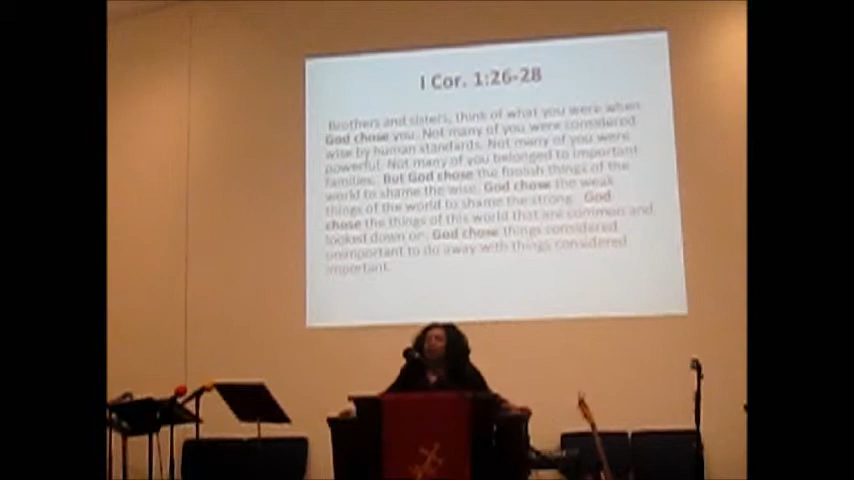 I Cor. 1:26-28
Brothers and sisters, think of what you were when
God chose you. Not many of you were considered
wise by human standards. Not many of you were
powerful. Not many of you belonged to important
families. But God chose the foolish things of the
world to shame the wise. God chose the weak
things of the world to shame the strong. God
chose the things of this world that are common and
looked down on. God chose things considered
unimportant to do away with things considered
important.